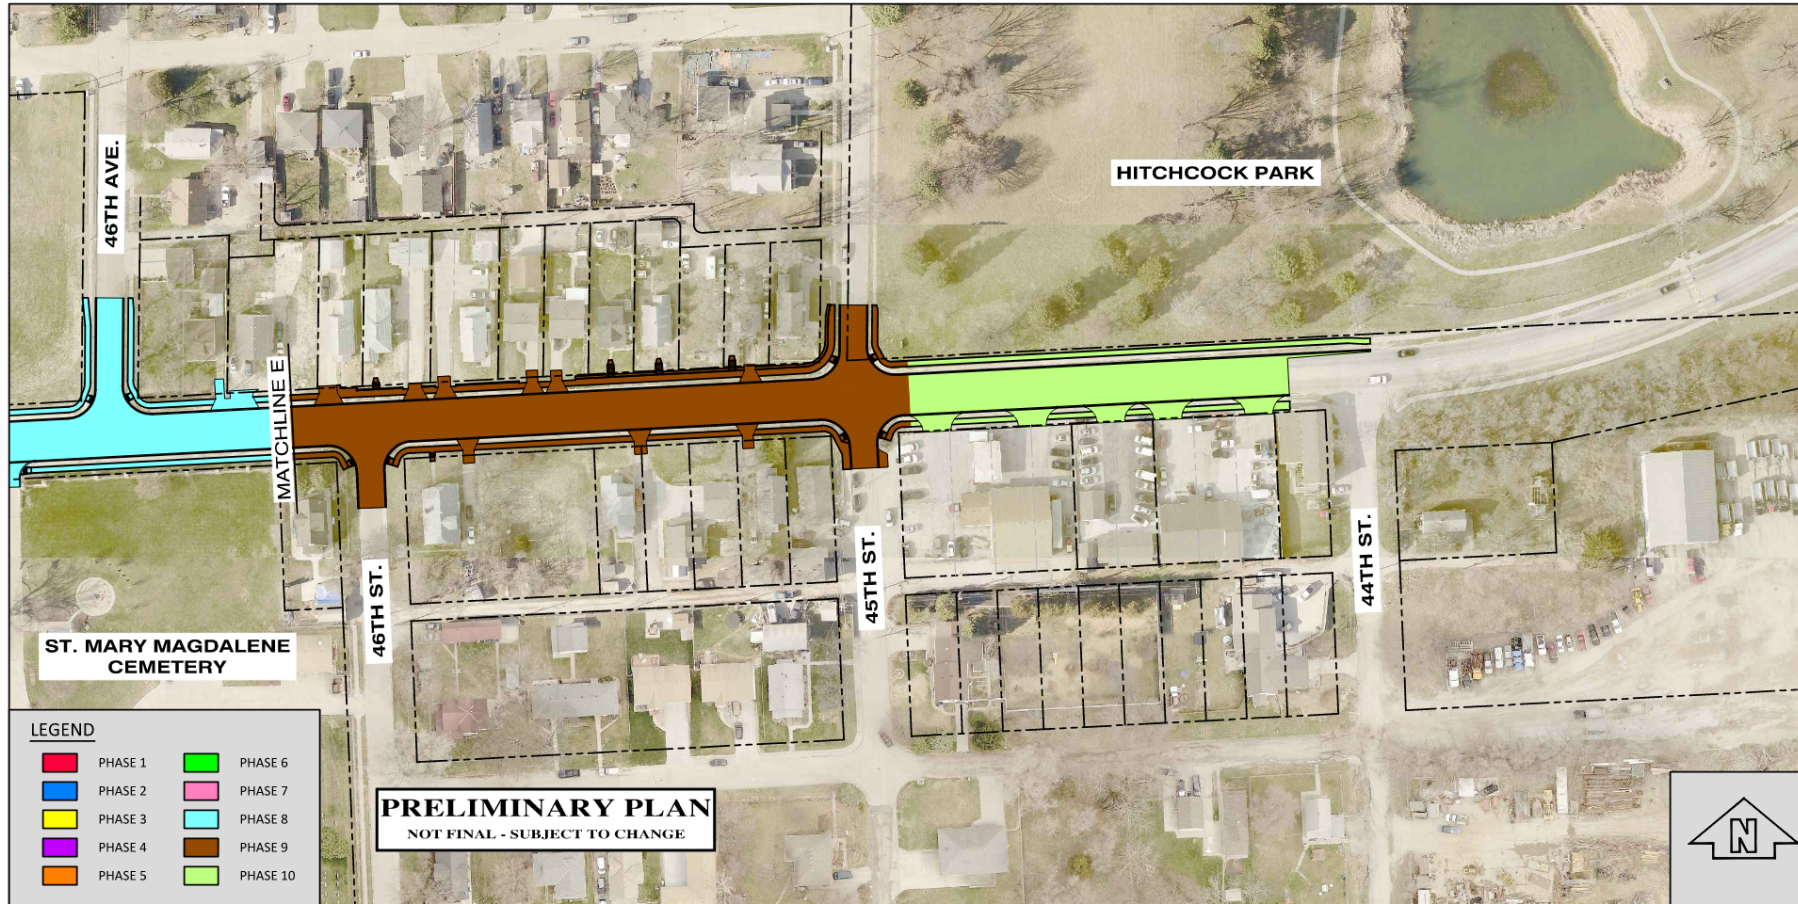 46TH AVE.
HITCHCOCK PARK
MATCHLINE E
46TH ST.
45TH ST.
44TH ST.
ST. MARY MAGDALENE
CEMETERY
LEGEND
PHASE 1
PHASE 2
PHASE 3
PHASE 4
PHASE 5
PHASE 6
PHASE 7
PHASE 8
PHASE 9
PHASE 10
PRELIMINARY PLAN
NOT FINAL - SUBJECT TO CHANGE
N